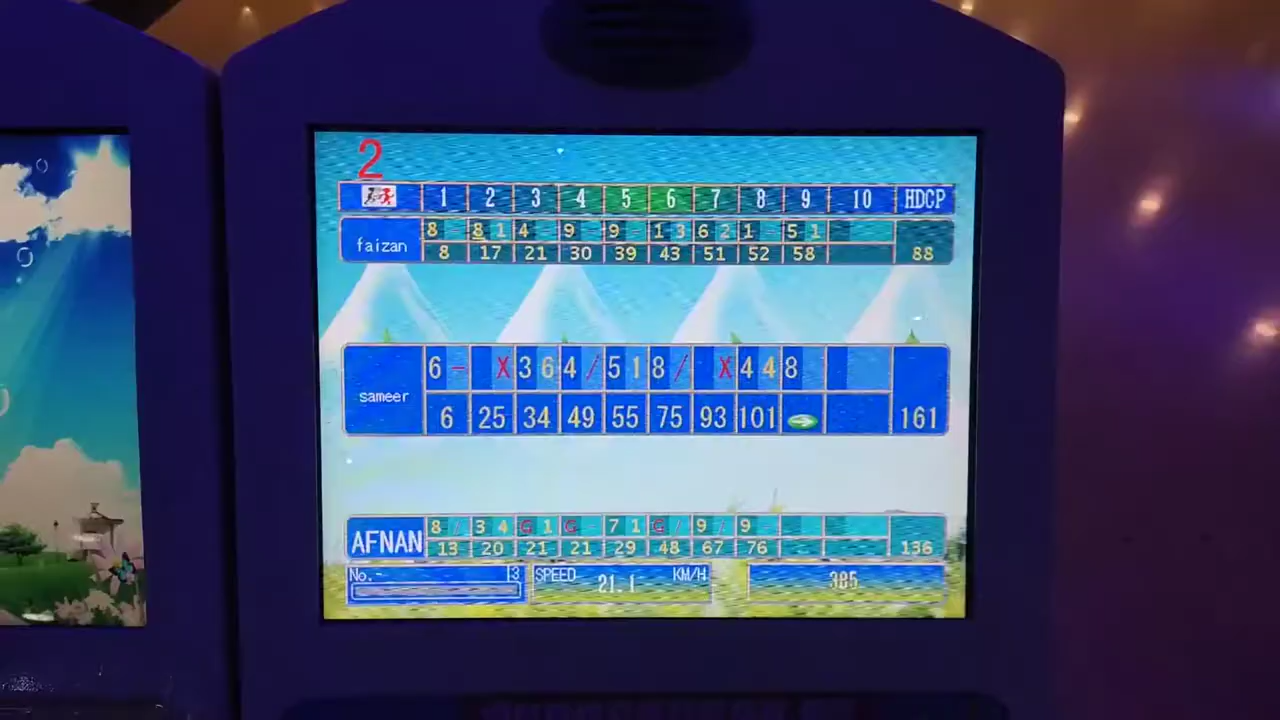 2
1 2 3 4 5 6 7 8 9 10 HDCP
8 - 8 1 4 - 9 - 9 - 1 3 6 2 1 - 5 1
faizan 8 17 21 30 39 43 51 52 58 88
6 - X 3 6 4 / 5 1 8 / X 4 4 8
sameer 6 25 34 49 55 75 93 101 161
8 / 3 4 G 1 G - 7 1 G / 9 / 9 -
AFNAN 13 20 21 21 29 48 67 76 136
No.- 13 SPEED 21.1 KM/H 385